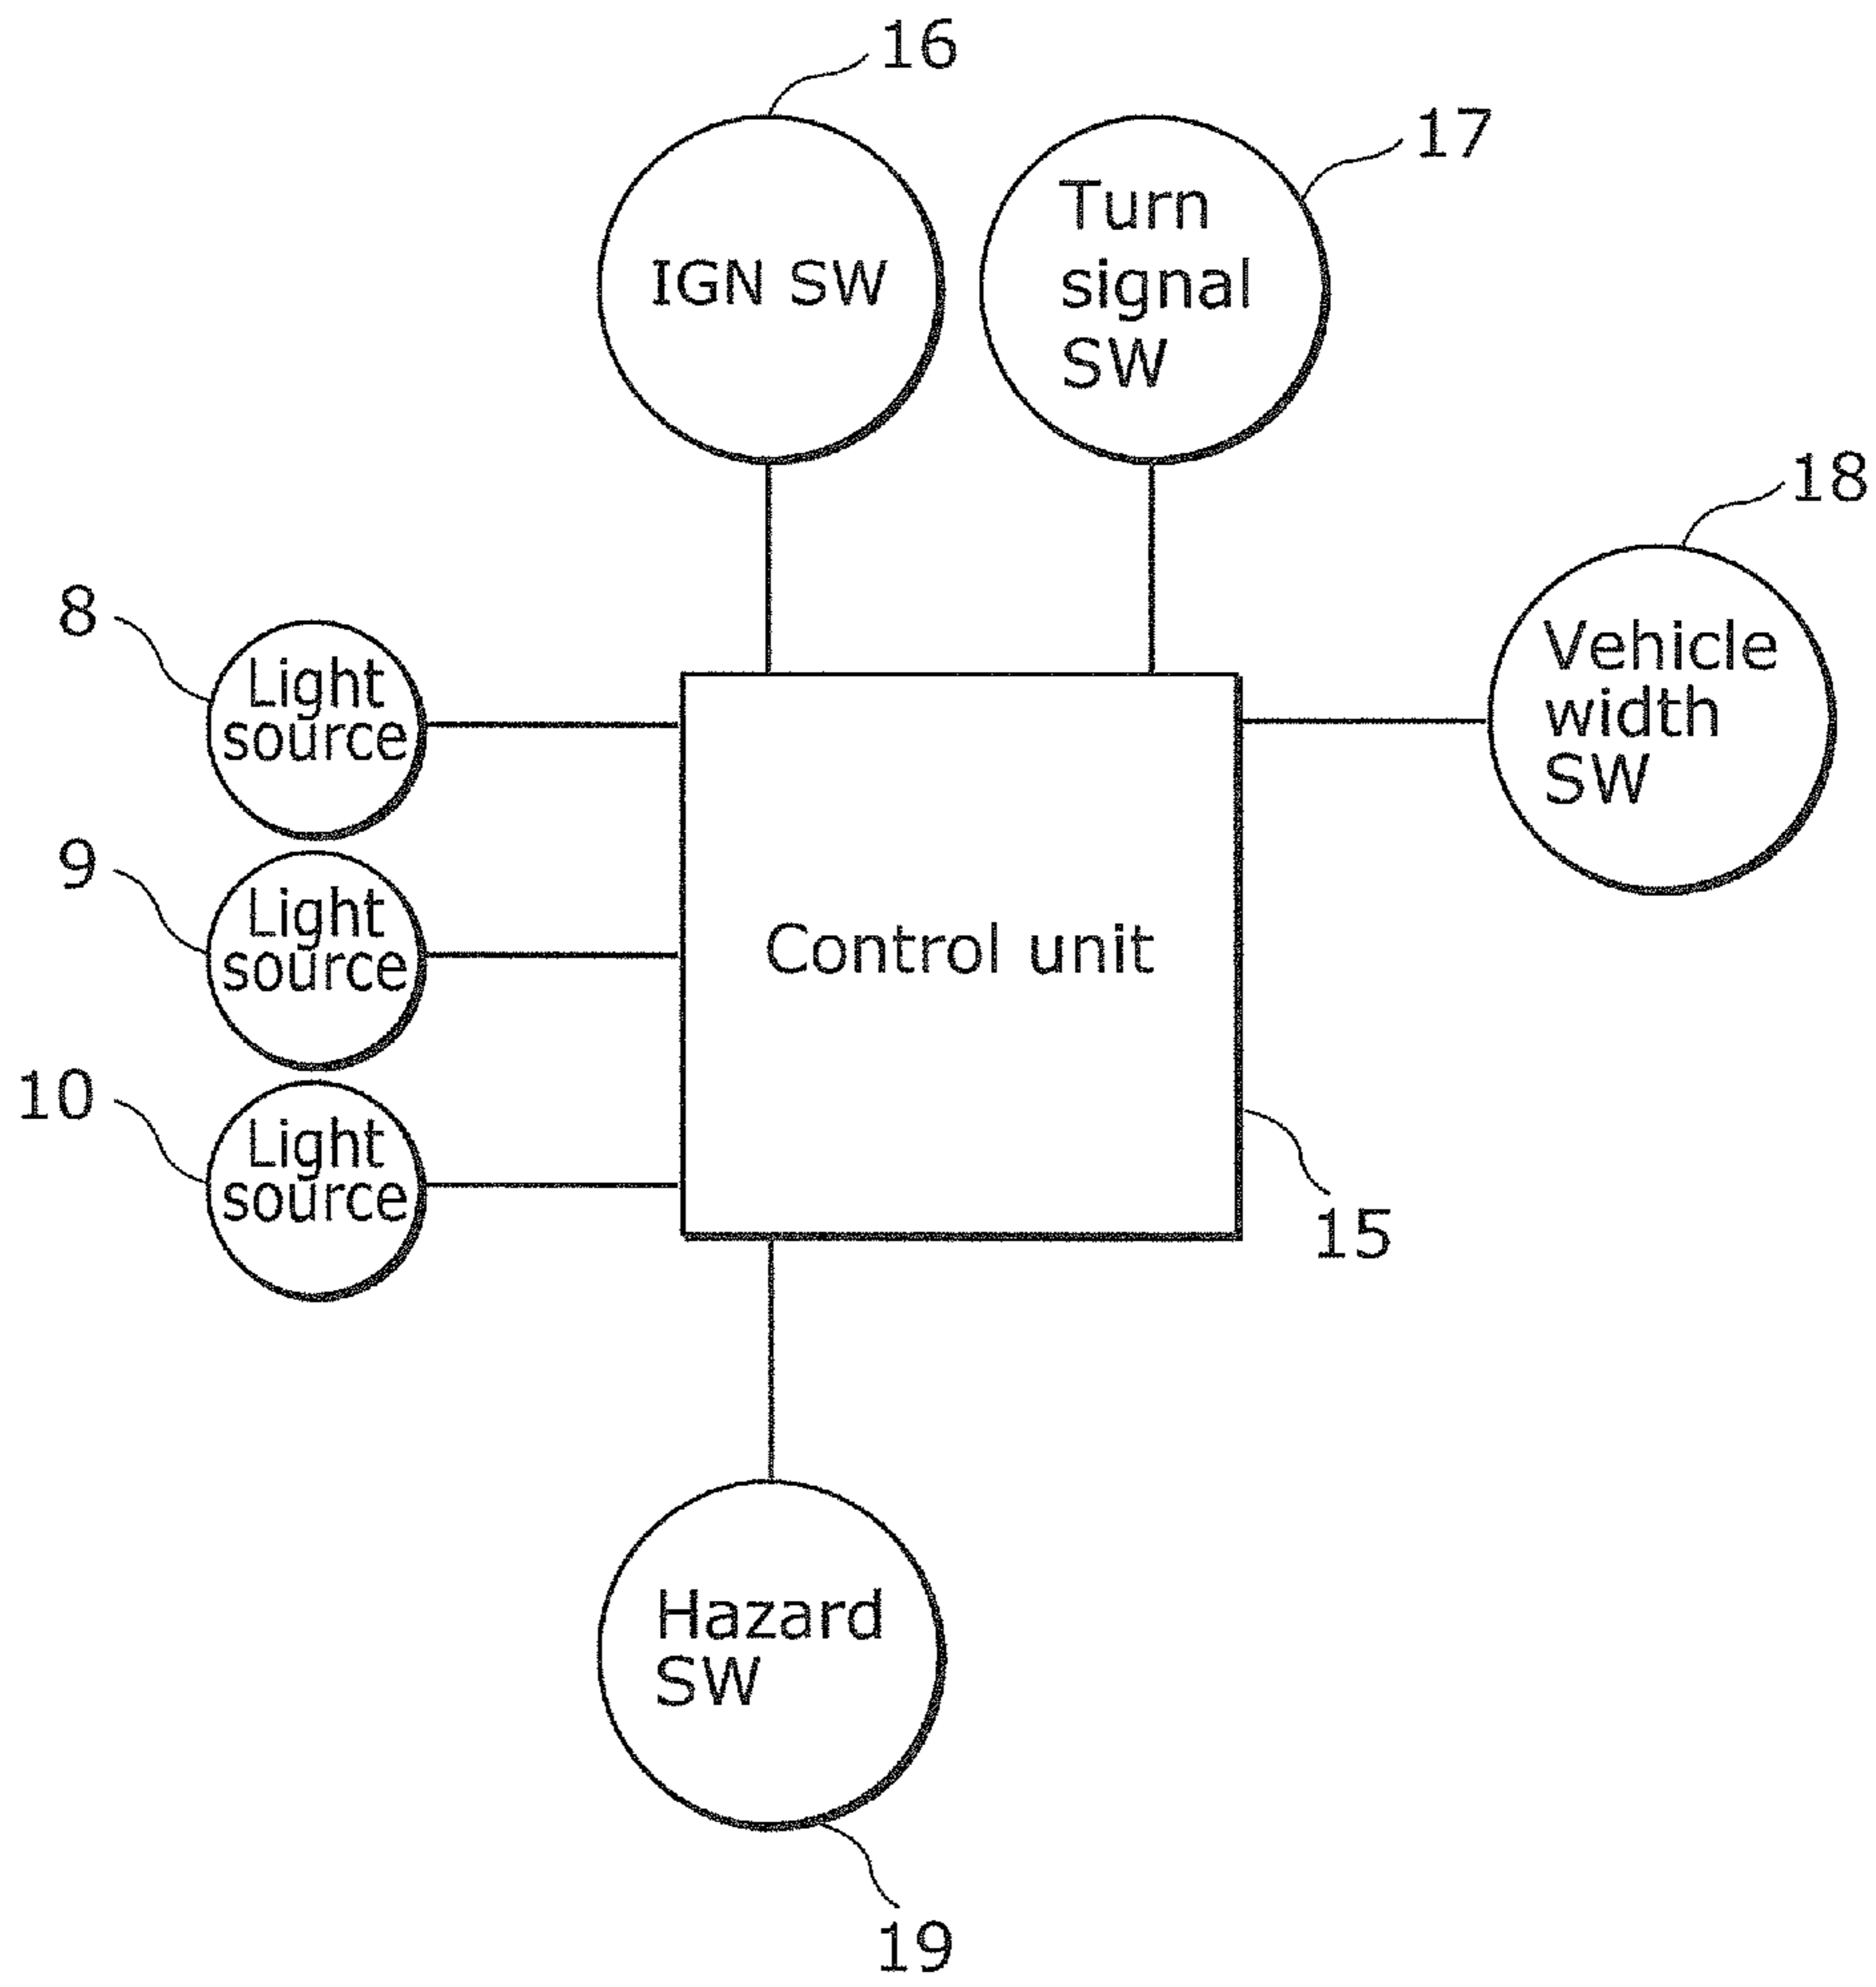 16
17
IGN SW
Turn
signal
SW
18
8
Light
source
Vehicle
width
SW
9
Light
source
Control unit
10
Light
source
15
Hazard
SW
19